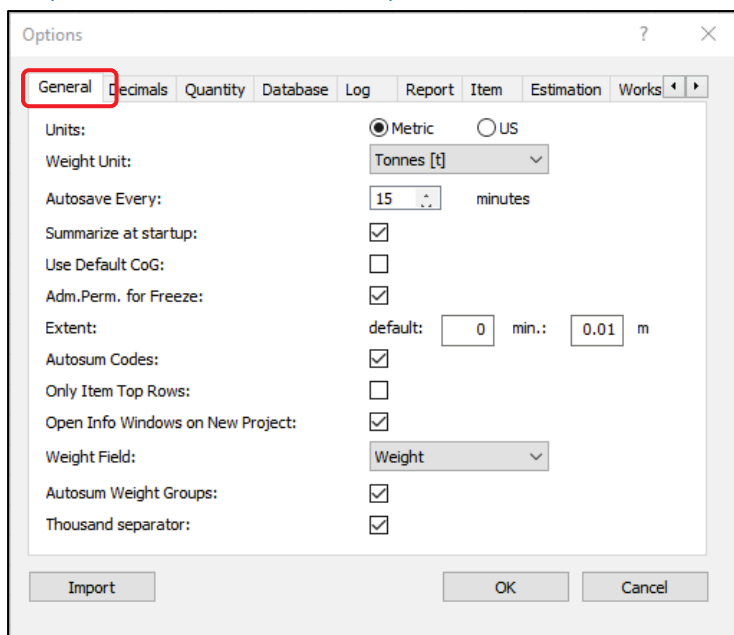 Options ?
General Decimals Quantity Database Log Report Item Estimation Works
Units: Metric US
Weight Unit: Tonnes [t]
Autosave Every: 15 minutes
Summarize at startup:
Use Default CoG:
Adm.Perm. for Freeze:
Extent: default: 0 min.: 0.01 m
Autosum Codes:
Only Item Top Rows:
Open Info Windows on New Project:
Weight Field: Weight
Autosum Weight Groups:
Thousand separator:
Import OK Cancel